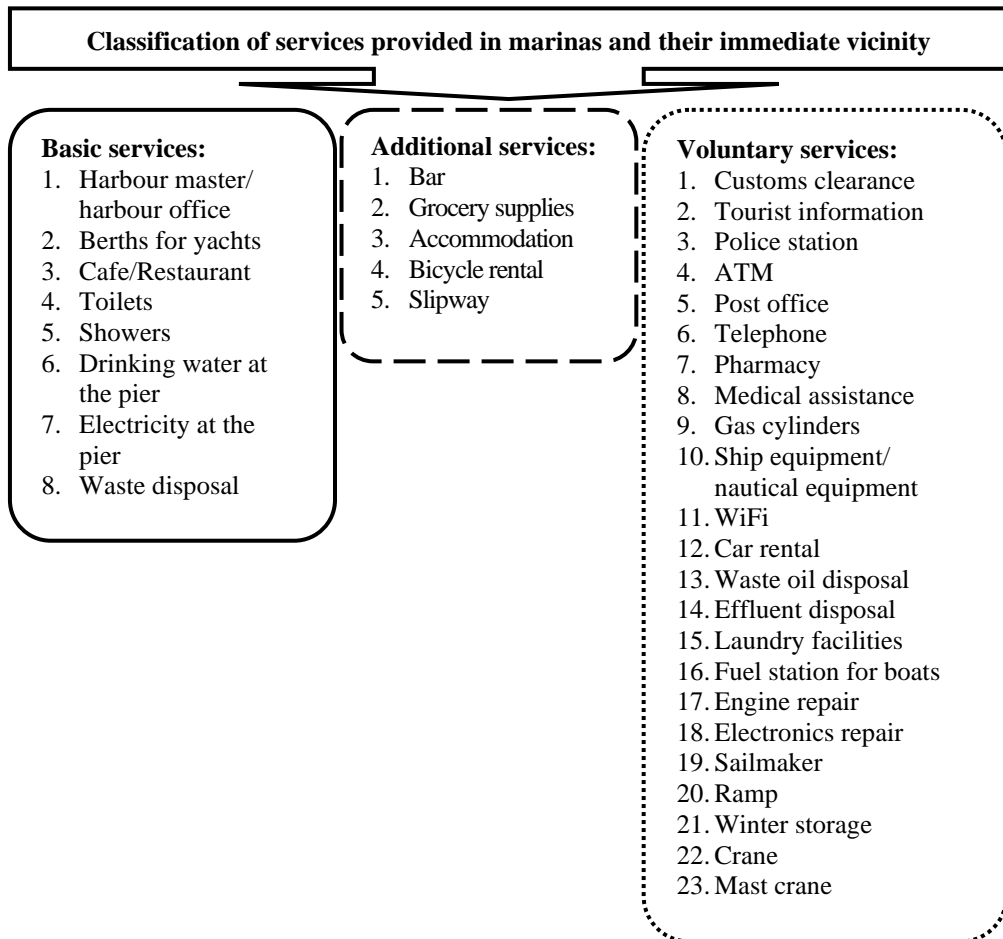 Classification of services provided in marinas and their immediate vicinity
Basic services:
1. Harbour master/
harbour office
2. Berths for yachts
3. Cafe/Restaurant
4. Toilets
5. Showers
6. Drinking water at
the pier
7. Electricity at the
pier
8. Waste disposal
Additional services:
1. Bar
2. Grocery supplies
3. Accommodation
4. Bicycle rental
5. Slipway
Voluntary services:
1. Customs clearance
2. Tourist information
3. Police station
4. ATM
5. Post office
6. Telephone
7. Pharmacy
8. Medical assistance
9. Gas cylinders
10. Ship equipment/
nautical equipment
11. WiFi
12. Car rental
13. Waste oil disposal
14. Effluent disposal
15. Laundry facilities
16. Fuel station for boats
17. Engine repair
18. Electronics repair
19. Sailmaker
20. Ramp
21. Winter storage
22. Crane
23. Mast crane